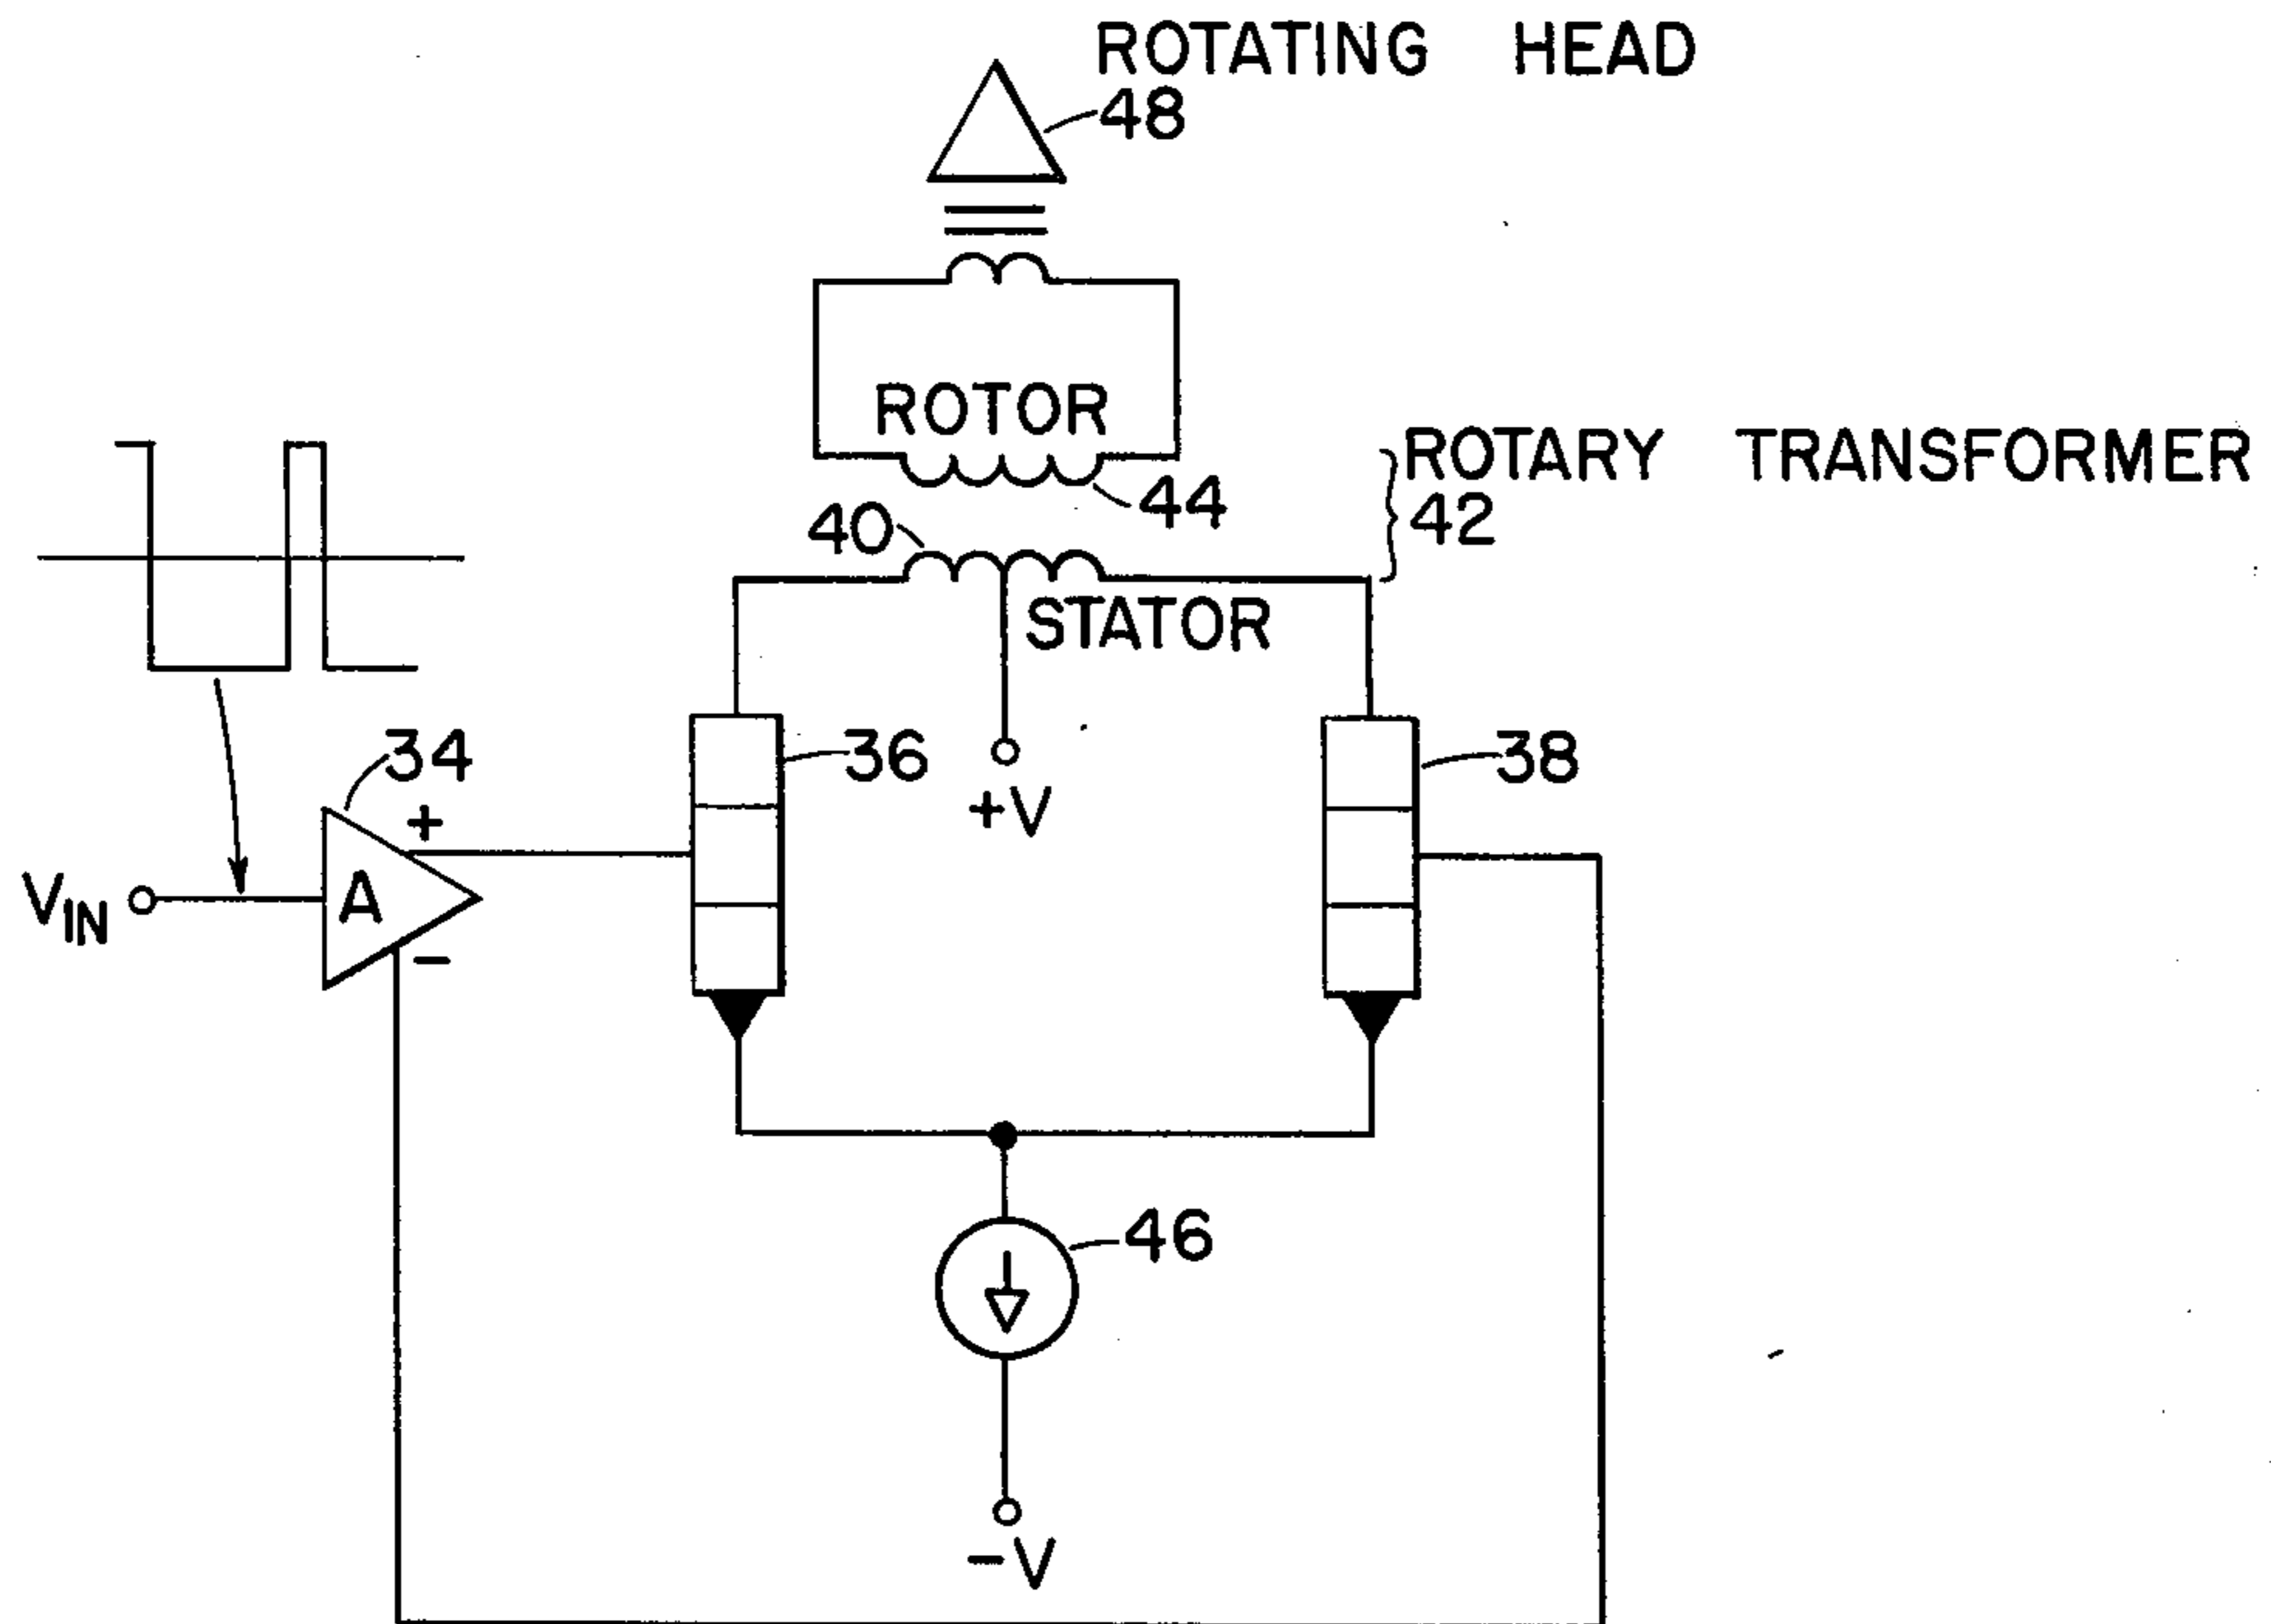 ROTATING HEAD
48
ROTOR
ROTARY TRANSFORMER
44
42
40
STATOR
34
36
38
+
+V
VIN
A
-
46
-V